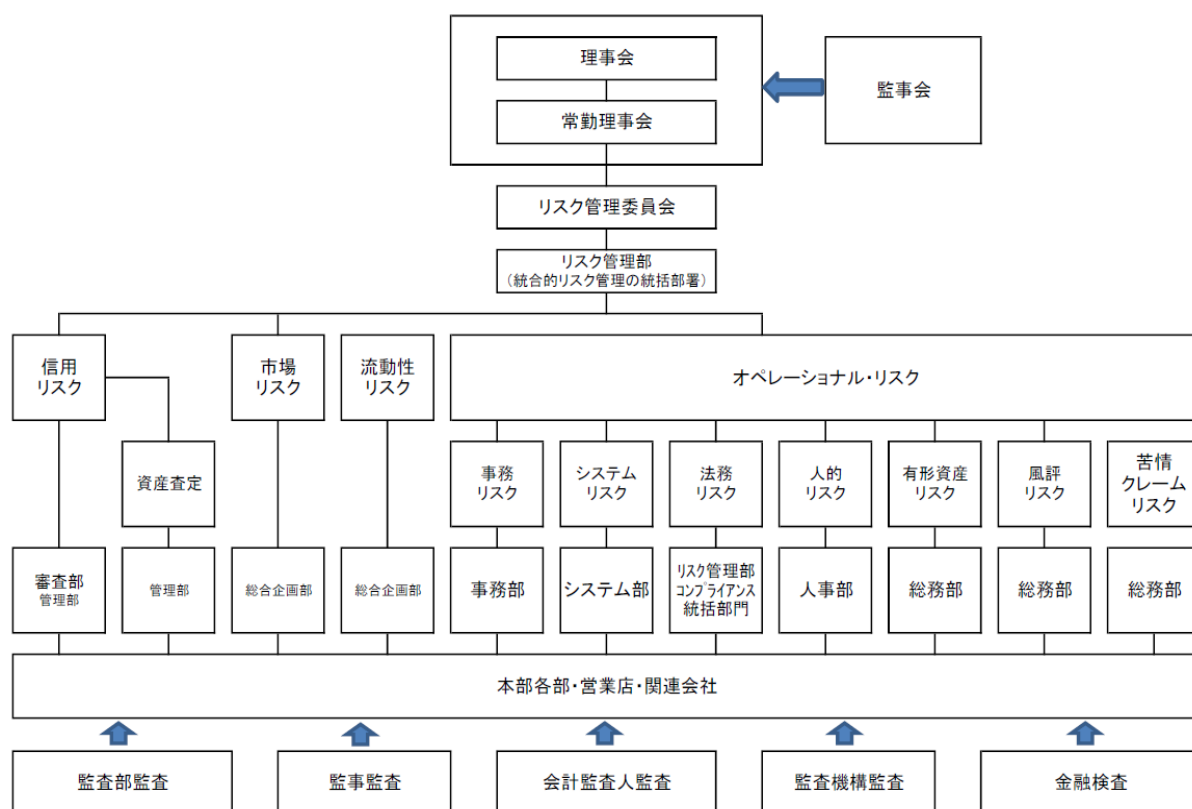 理事会
監事会
常勤理事会
リスク管理委員会
リスク管理部
（統合的リスク管理の統括部署）
信用
リスク
市場
リスク
流動性
リスク
オペレーショナル・リスク
資産査定
事務
リスク
システム
リスク
法務
リスク
人的
リスク
有形資産
リスク
風評
リスク
苦情
クレーム
リスク
審査部
管理部
管理部
総合企画部
総合企画部
事務部
システム部
リスク管理部
コンプライアンス
統括部門
人事部
総務部
総務部
総務部
本部各部・営業店・関連会社
監査部監査
監事監査
会計監査人監査
監査機構監査
金融検査